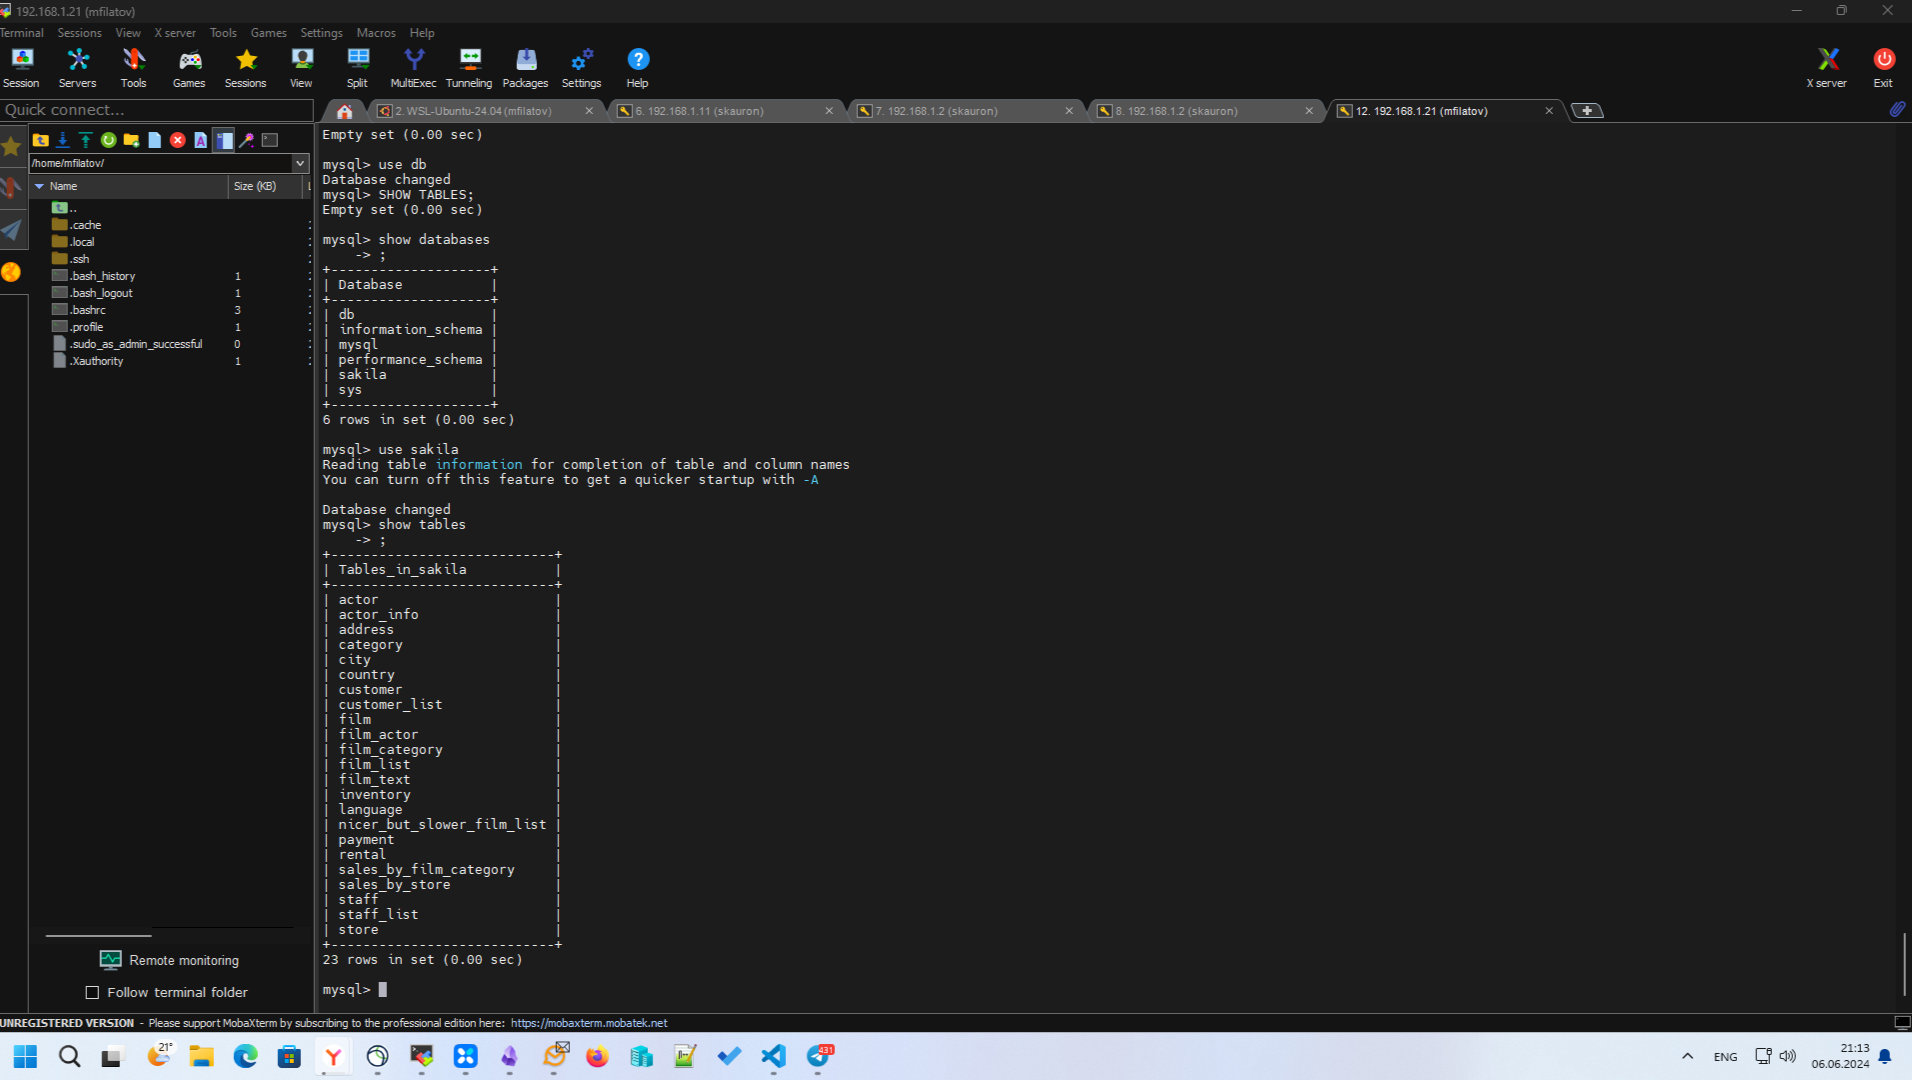 192.168.1.21 (mfilatov)
Terminal Sessions View X server Tools Games Settings Macros Help
Session Servers Tools Games Sessions View Split MultiExec Tunneling Packages Settings Help X server Exit
Quick connect...
2. WSL-Ubuntu-24.04 (mfilatov) 6. 192.168.1.11 (skauron) 7. 192.168.1.2 (skauron) 8. 192.168.1.2 (skauron) 12. 192.168.1.21 (mfilatov)
/home/mfilatov/
Name Size (KB)
..
.cache
.local
.ssh
.bash_history 1
.bash_logout 1
.bashrc 3
.profile 1
.sudo_as_admin_successful 0
.Xauthority 1
Remote monitoring
Follow terminal folder
Empty set (0.00 sec)
mysql> use db
Database changed
mysql> SHOW TABLES;
Empty set (0.00 sec)
mysql> show databases
-> ;
+--------------------+
| Database |
+--------------------+
| db |
| information_schema |
| mysql |
| performance_schema |
| sakila |
| sys |
+--------------------+
6 rows in set (0.00 sec)
mysql> use sakila
Reading table information for completion of table and column names
You can turn off this feature to get a quicker startup with -A
Database changed
mysql> show tables
-> ;
+----------------------------+
| Tables_in_sakila |
+----------------------------+
| actor |
| actor_info |
| address |
| category |
| city |
| country |
| customer |
| customer_list |
| film |
| film_actor |
| film_category |
| film_list |
| film_text |
| inventory |
| language |
| nicer_but_slower_film_list |
| payment |
| rental |
| sales_by_film_category |
| sales_by_store |
| staff |
| staff_list |
| store |
+----------------------------+
23 rows in set (0.00 sec)
mysql>
UNREGISTERED VERSION - Please support MobaXterm by subscribing to the professional edition here: https://mobaxterm.mobatek.net
21°
431
ENG
21:13
06.06.2024